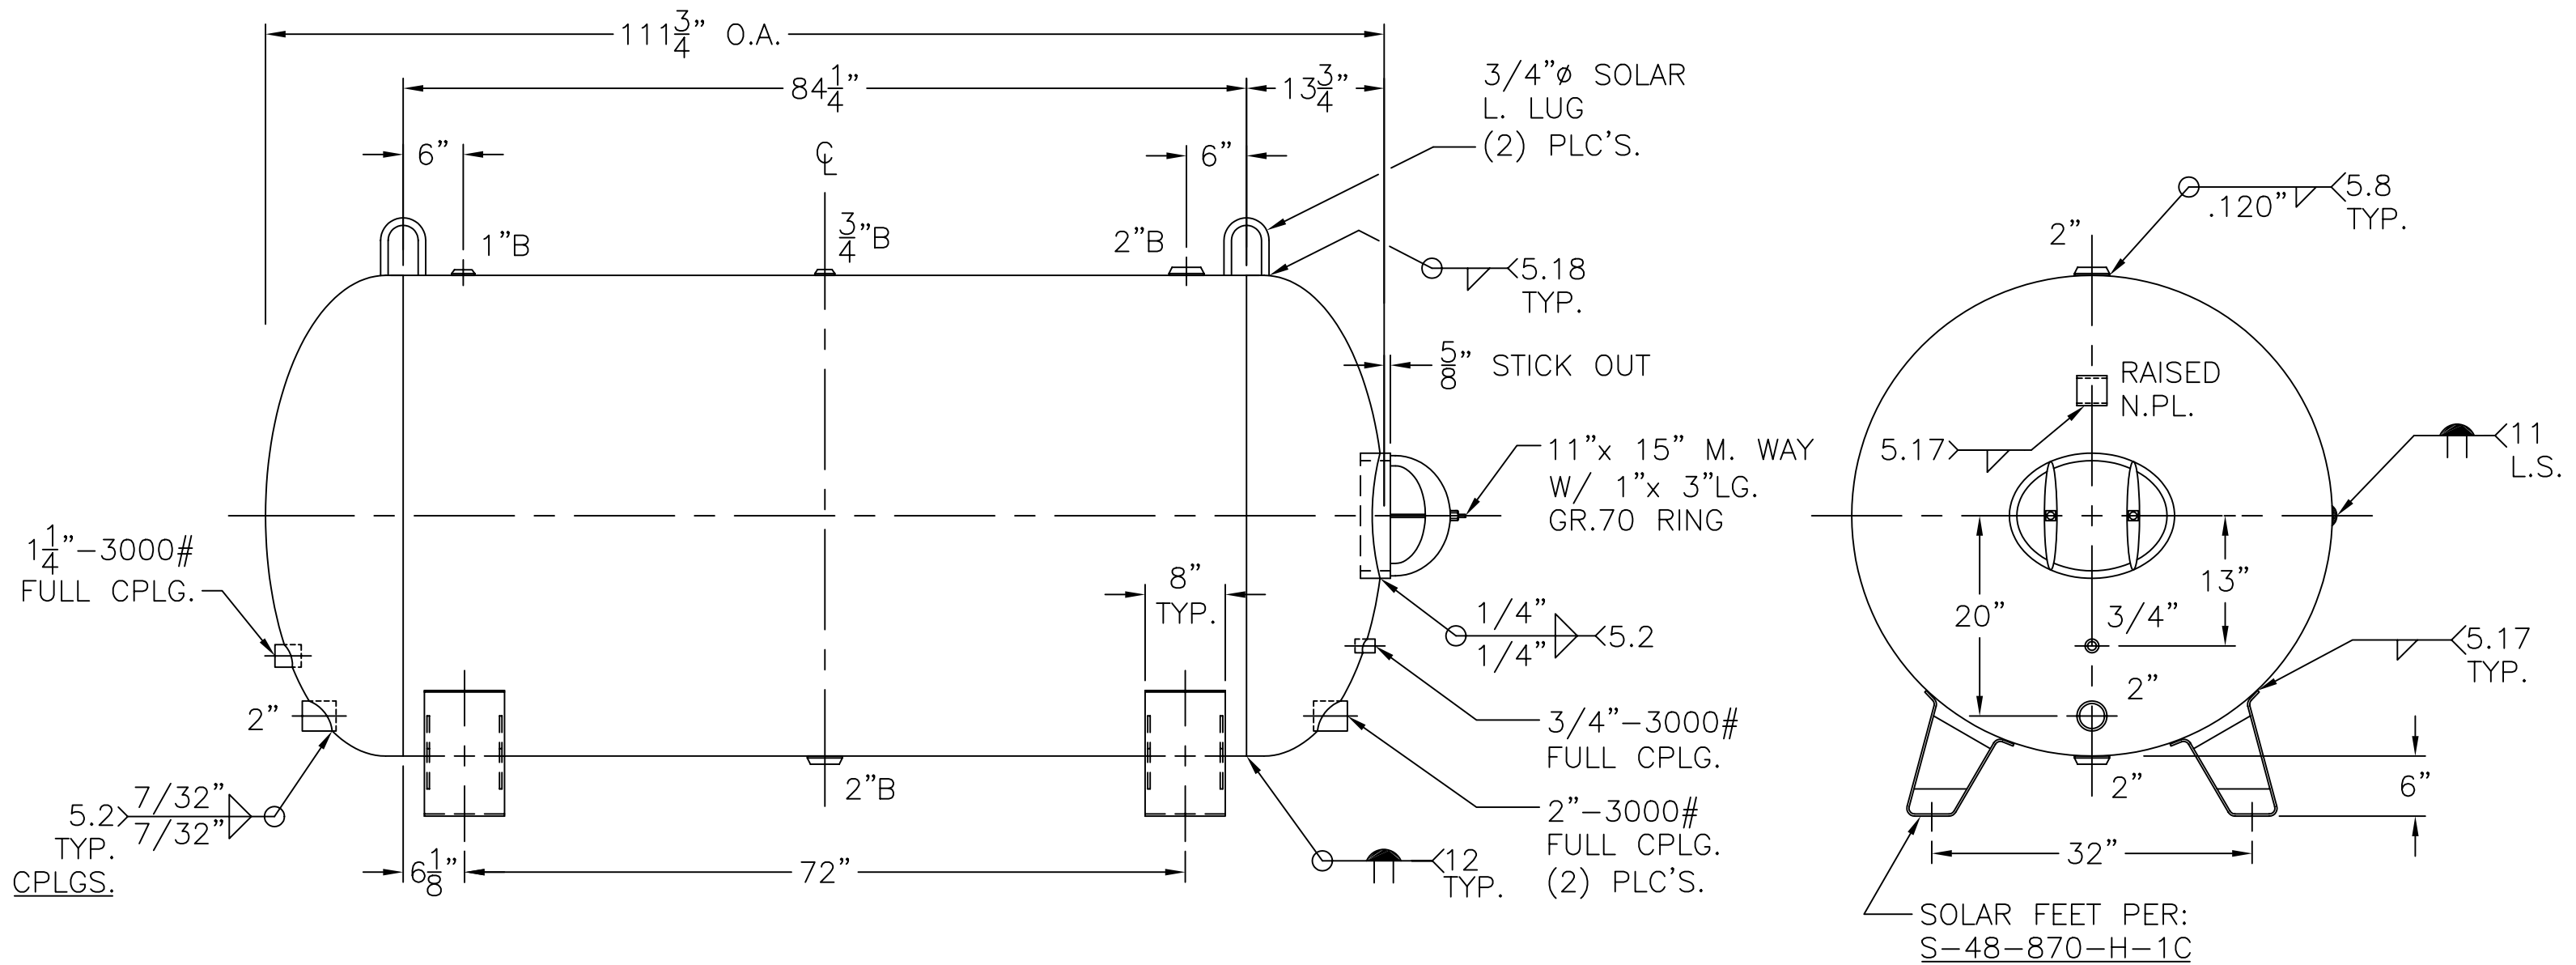 111 3/4" O.A.
84 1/4"
13 3/4"
6"
6"
℄
3/4"ø SOLAR
L. LUG
(2) PLC'S.
1"B
3/4"B
2"B
5.18
TYP.
5/8" STICK OUT
11"x 15" M. WAY
W/ 1"x 3"LG.
GR.70 RING
1 1/4"-3000#
FULL CPLG.
8"
TYP.
1/4"
1/4"
5.2
2"
3/4"-3000#
FULL CPLG.
2"B
2"-3000#
FULL CPLG.
(2) PLC'S.
7/32"
7/32"
5.2
TYP.
CPLGS.
6 1/8"
72"
12
TYP.
.120"
5.8
TYP.
2"
RAISED
N.PL.
5.17
11
L.S.
13"
20"
3/4"
5.17
TYP.
2"
2"
6"
32"
SOLAR FEET PER:
S-48-870-H-1C